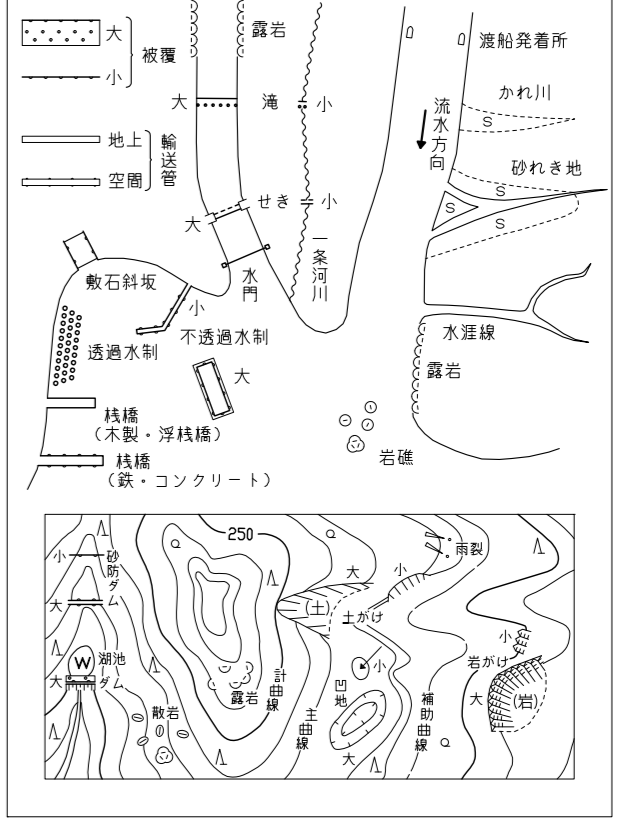 大
小
被覆
地上
空間
輸送管
露岩
大
滝
小
せき
小
大
水門
一条河川
渡船発着所
かれ川
S
流水方向
砂れき地
S
S
S
水涯線
露岩
敷石斜坂
小
不透過水制
透過水制
大
桟橋
(木製・浮桟橋)
桟橋
(鉄・コンクリート)
岩礁
250
小
砂防ダム
大
W
湖池
ダム
大
散岩
露岩
計曲線
主曲線
(土)
大
土がけ
小
雨裂
小
凹地
大
補助曲線
小
岩がけ
大
(岩)